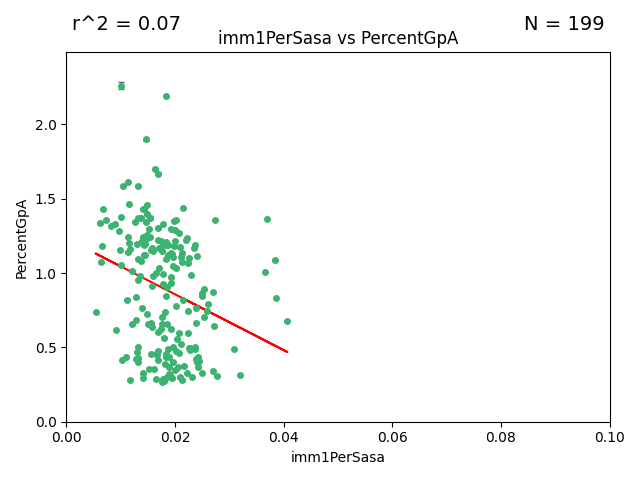 r^2 = 0.07
N = 199
imm1PerSasa vs PercentGpA
PercentGpA
2.0
1.5
1.0
0.5
0.0
0.00 0.02 0.04 0.06 0.08 0.10
imm1PerSasa